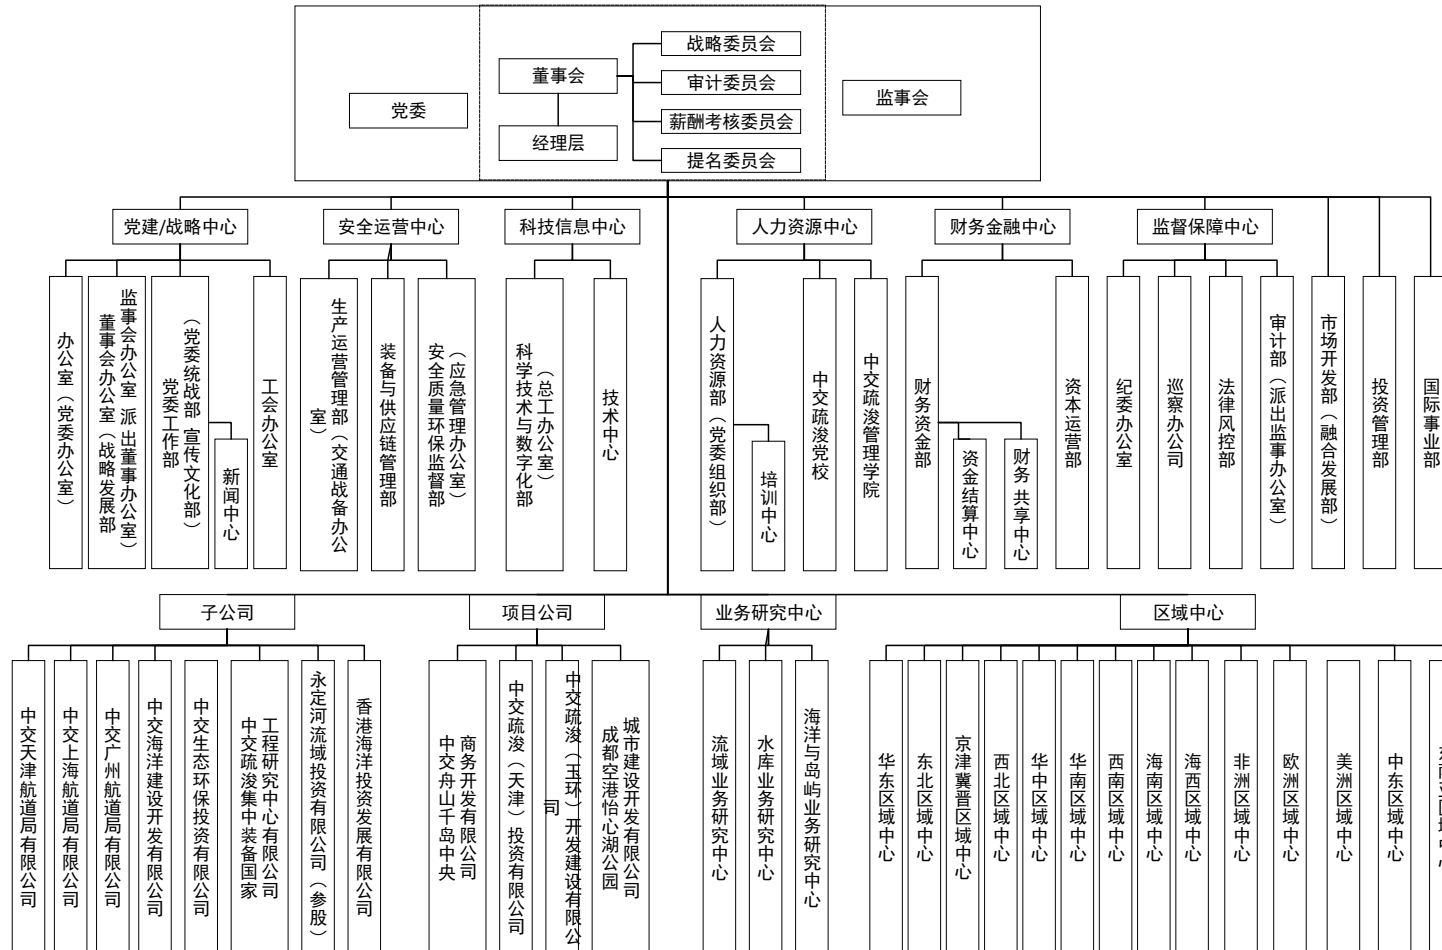 战略委员会
董事会
审计委员会
党委
监事会
薪酬考核委员会
经理层
提名委员会
党建/战略中心
安全运营中心
科技信息中心
人力资源中心
财务金融中心
监督保障中心
办公室（党委办公室）
董事会办公室（战略发展部
监事会办公室 派出董事办公室）
党委工作部
（党委统战部 宣传文化部）
新闻中心
工会办公室
生产运营管理部（交通战备办公
室）
装备与供应链管理部
安全质量环保监督部
（应急管理办公室）
科学技术与数字化部
（总工办公室）
技术中心
人力资源部（党委组织部）
培训中心
中交疏浚党校
中交疏浚管理学院
财务资金部
资金结算中心
财务 共享中心
资本运营部
纪委办公室
巡察办公司
法律风控部
审计部（派出监事办公室）
市场开发部（融合发展部）
投资管理部
国际事业部
子公司
项目公司
业务研究中心
区域中心
中交天津航道局有限公司
中交上海航道局有限公司
中交广州航道局有限公司
中交海洋建设开发有限公司
中交生态环保投资有限公司
中交疏浚集中装备国家
工程研究中心有限公司
永定河流域投资有限公司（参股）
香港海洋投资发展有限公司
中交舟山千岛中央
商务开发有限公司
中交疏浚（天津）投资有限公司
中交疏浚（玉环）开发建设有限公
司
成都空港怡心湖公园
城市建设开发有限公司
流域业务研究中心
水库业务研究中心
海洋与岛屿业务研究中心
华东区域中心
东北区域中心
京津冀晋区域中心
西北区域中心
华中区域中心
华南区域中心
西南区域中心
海南区域中心
海西区域中心
非洲区域中心
欧洲区域中心
美洲区域中心
中东区域中心